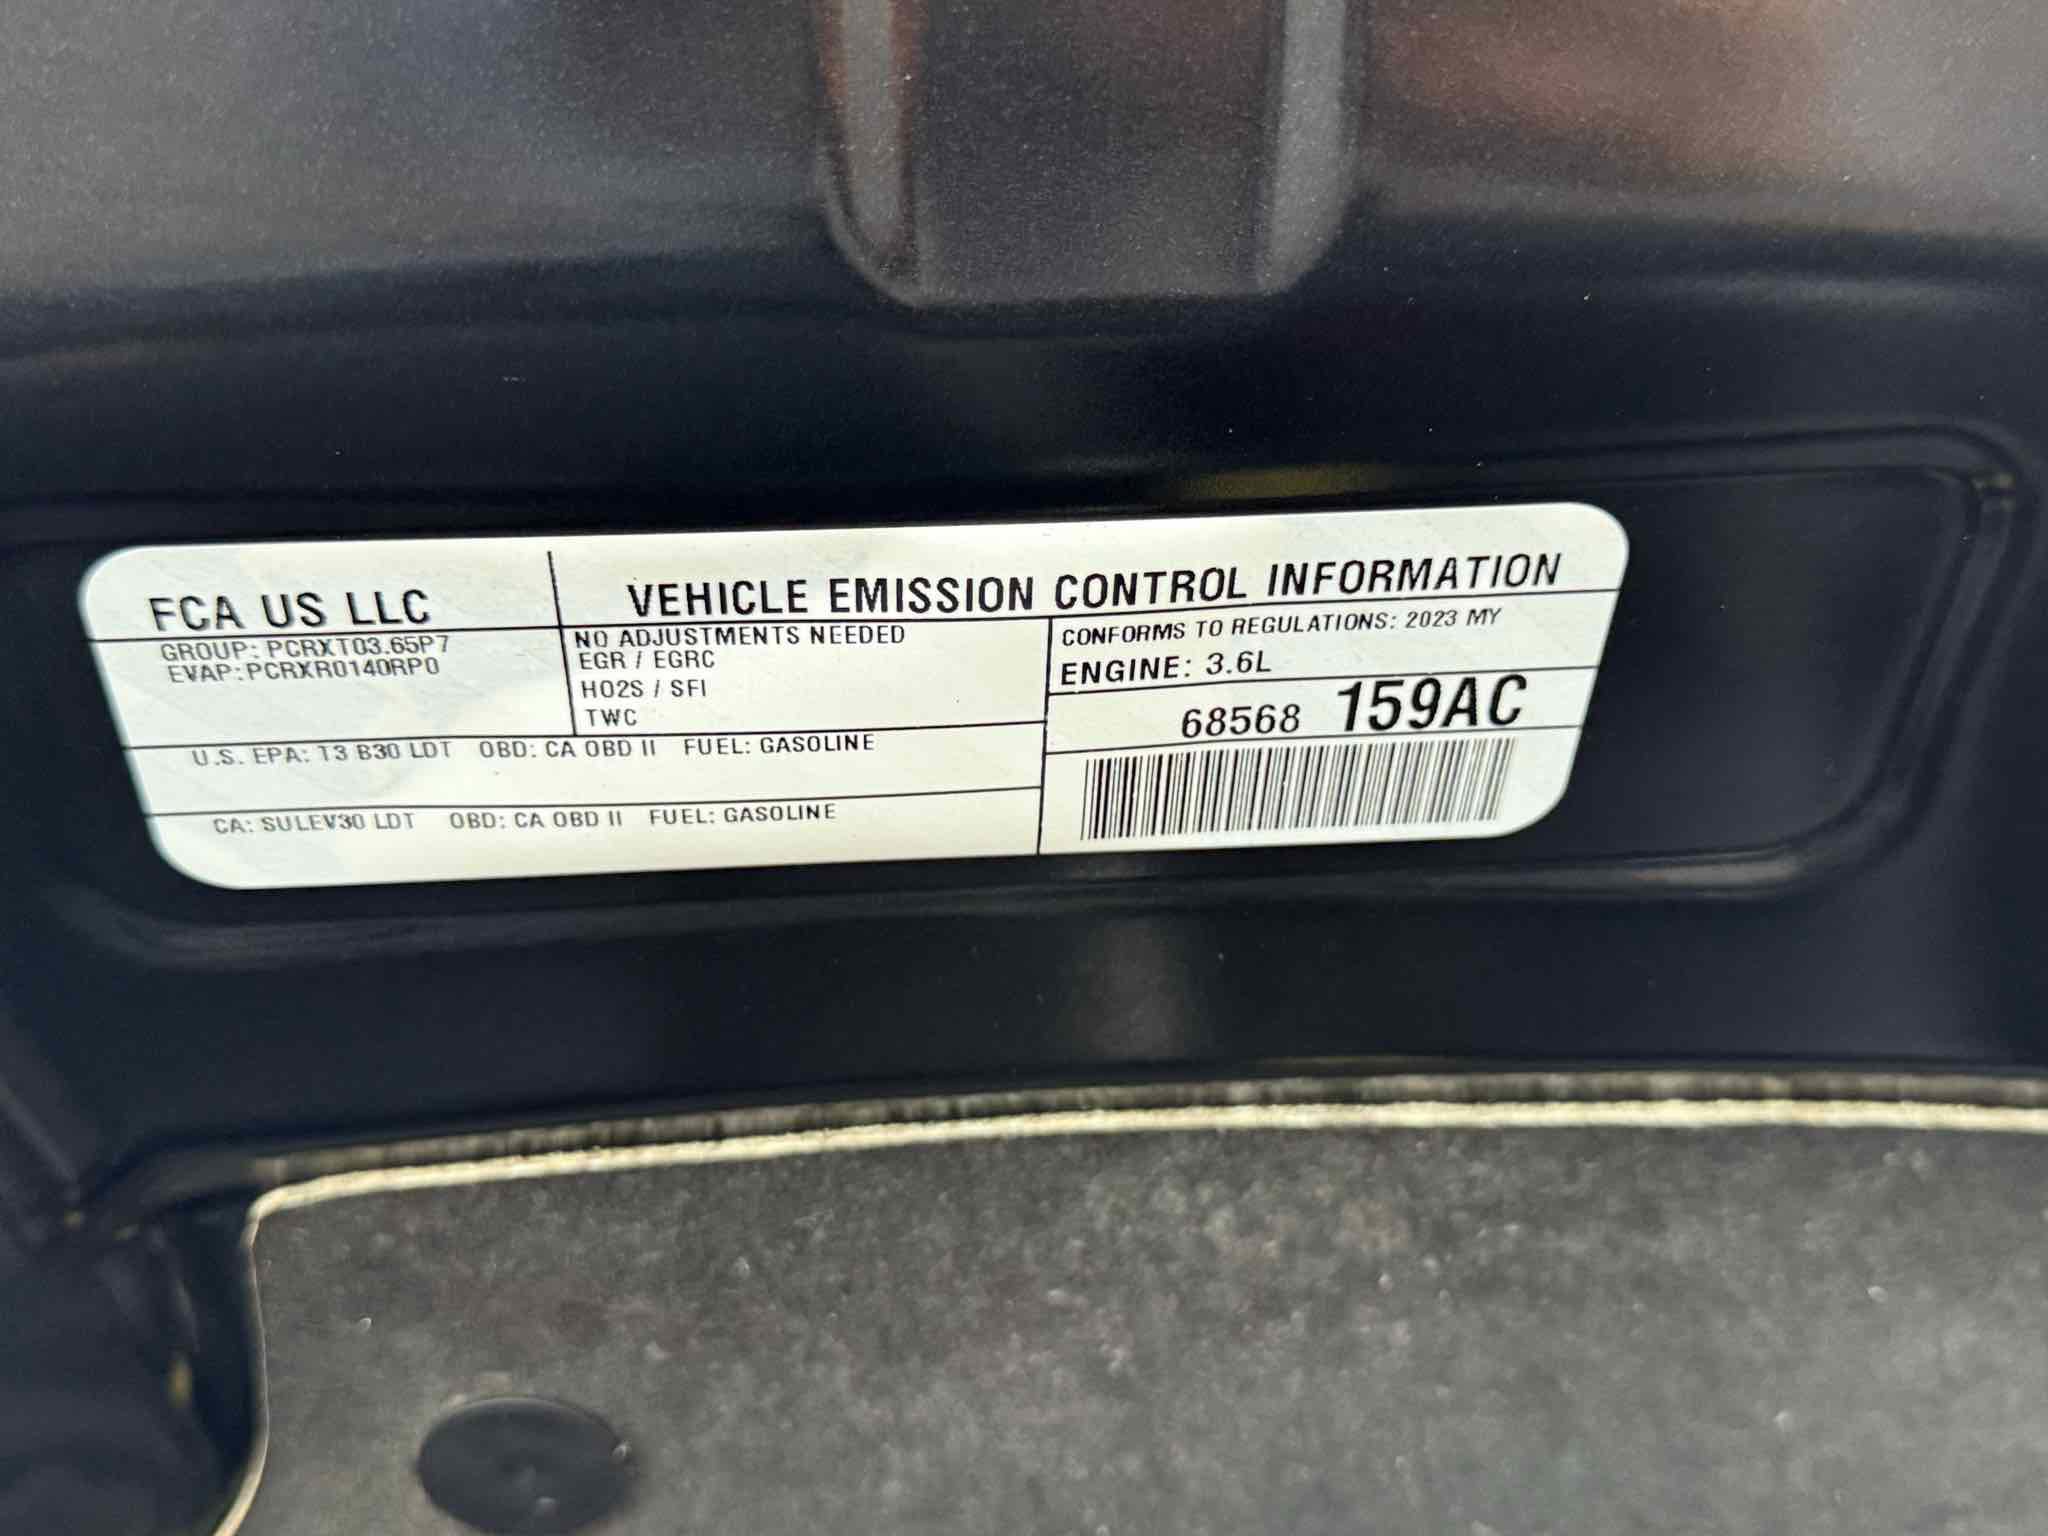 FCA US LLC
VEHICLE EMISSION CONTROL INFORMATION
GROUP: PCRXT03.65P7
EVAP:PCRXR0140RP0
NO ADJUSTMENTS NEEDED
EGR / EGRC
HO2S / SFI
TWC
CONFORMS TO REGULATIONS: 2023 MY
ENGINE: 3.6L
68568 159AC
U.S. EPA: T3 B30 LDT OBD: CA OBD II FUEL: GASOLINE
CA: SULEV30 LDT OBD: CA OBD II FUEL: GASOLINE